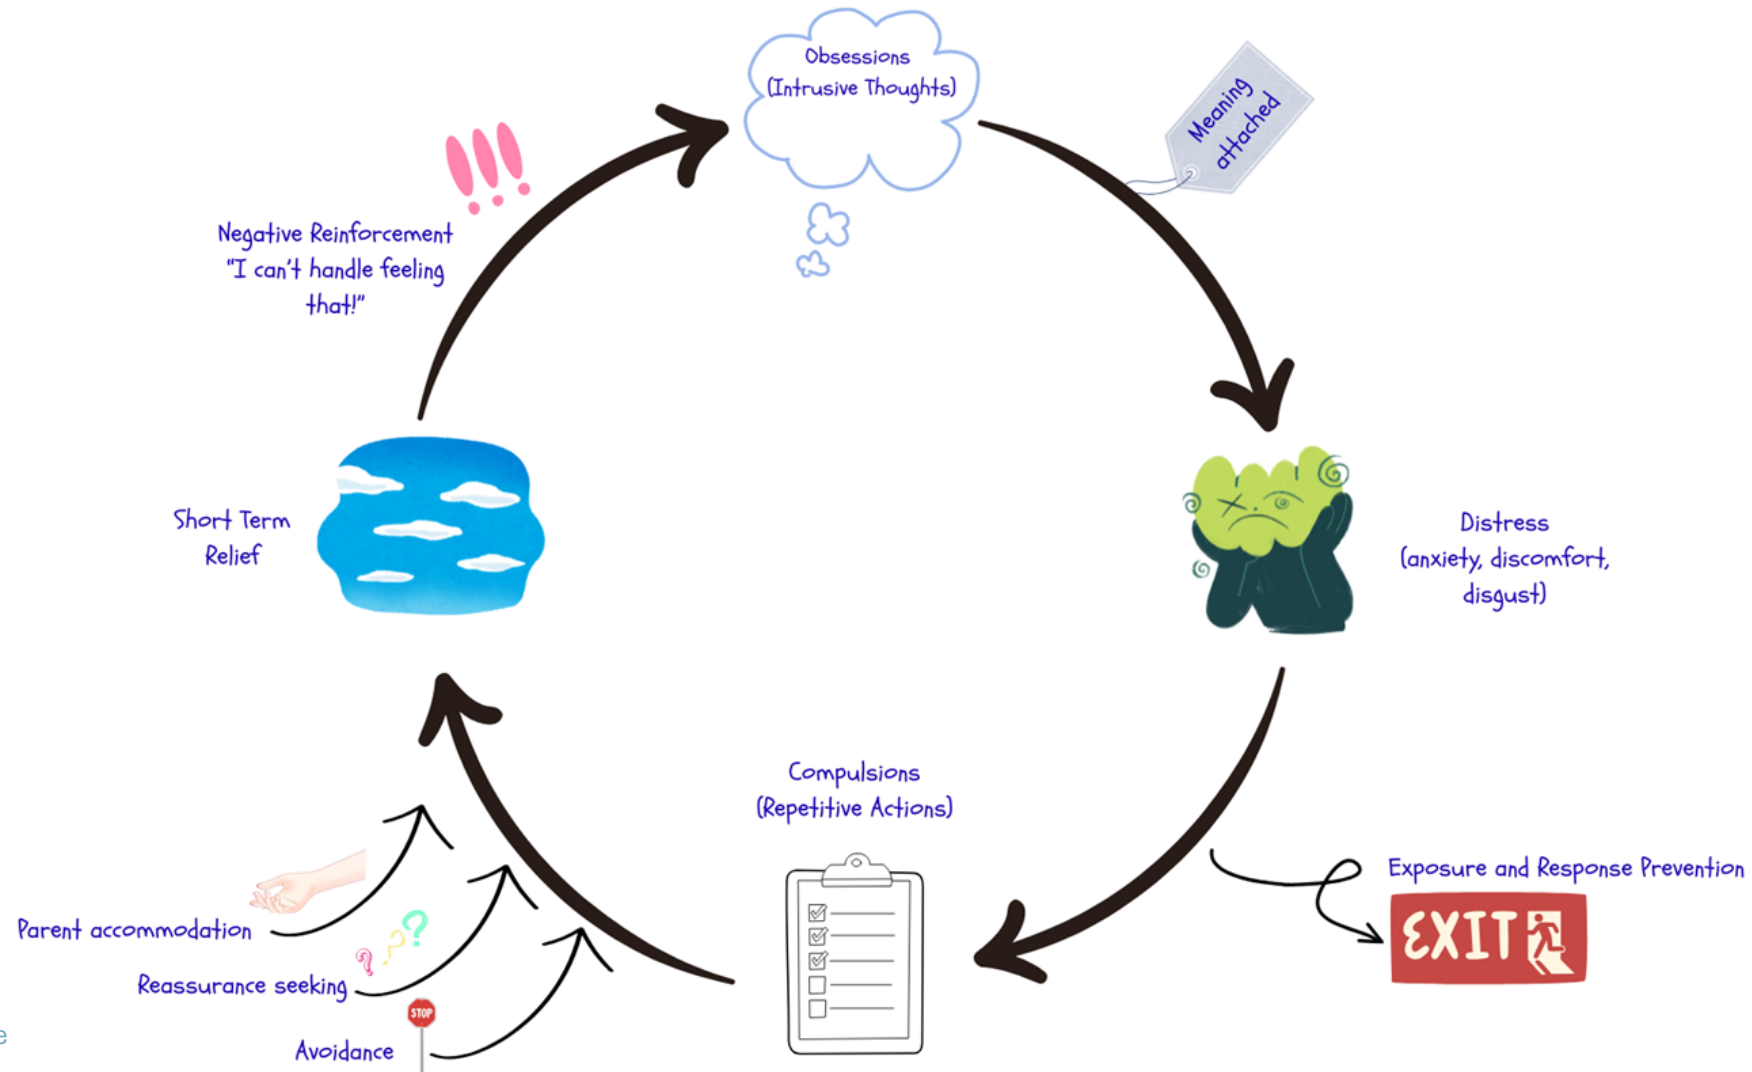 Obsessions
(Intrusive Thoughts)
Meaning
attached
Negative Reinforcement
"I can't handle feeling
that!"
Short Term
Relief
Distress
(anxiety, discomfort,
disgust)
Compulsions
(Repetitive Actions)
Exposure and Response Prevention
EXIT
Parent accommodation
Reassurance seeking
STOP
Avoidance
e